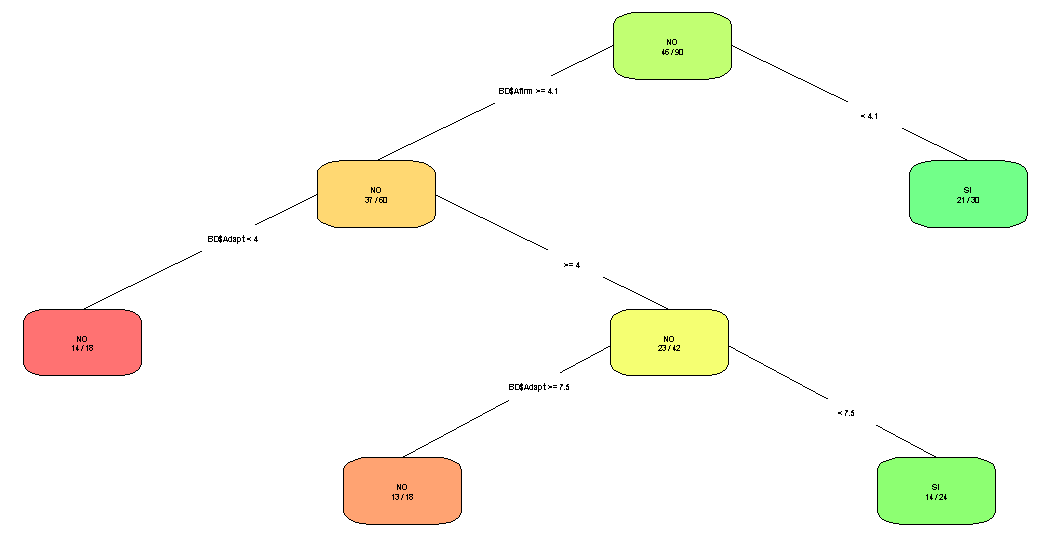 NO
46 / 90
BD$Afirm >= 4.1
< 4.1
NO
37 / 60
SI
21 / 30
BD$Adapt < 4
>= 4
NO
14 / 18
NO
23 / 42
BD$Adapt >= 7.5
< 7.5
NO
13 / 18
SI
14 / 24